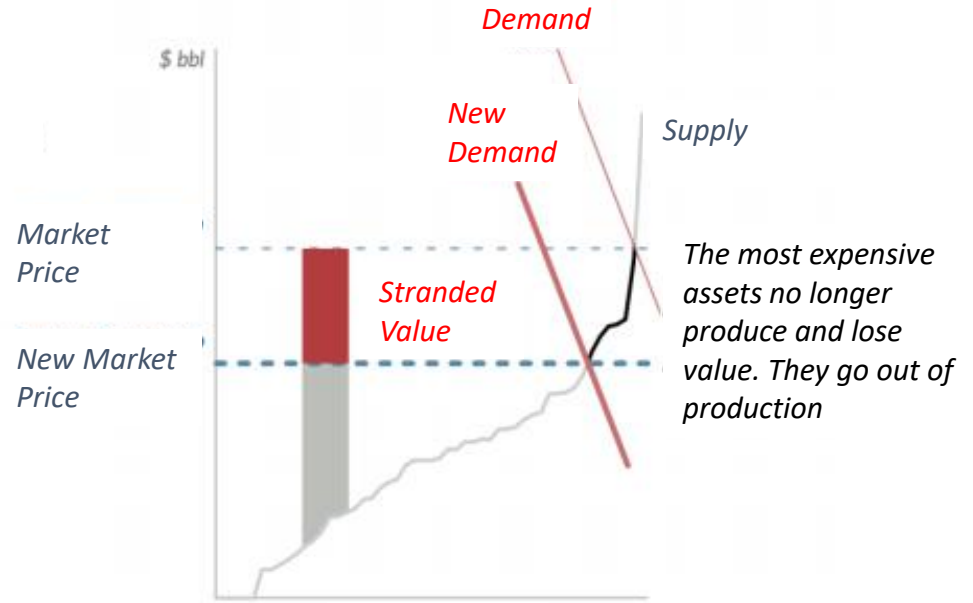 Demand
$ bbl
New
Demand
Supply
Market
Price
Stranded
Value
The most expensive
assets no longer
produce and lose
value. They go out of
production
New Market
Price